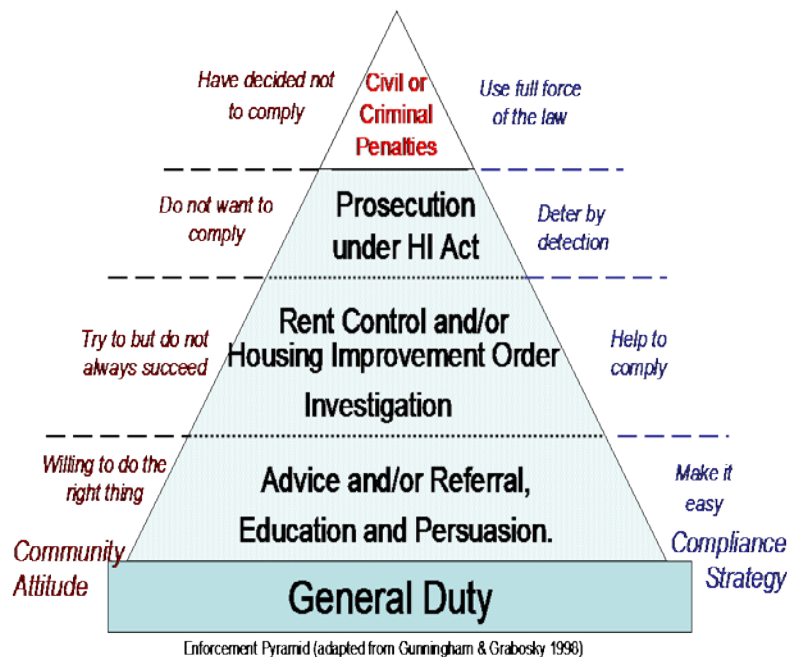 Have decided not
to comply
Civil or
Criminal
Penalties
Use full force
of the law
Do not want to
comply
Prosecution
under HI Act
Deter by
detection
Try to but do not
always succeed
Rent Control and/or
Housing Improvement Order
Investigation
Help to
comply
Willing to do the
right thing
Advice and/or Referral,
Education and Persuasion.
Make it
easy
Community
Attitude
Compliance
Strategy
General Duty
Enforcement Pyramid (adapted from Gunningham & Grabosky 1998)